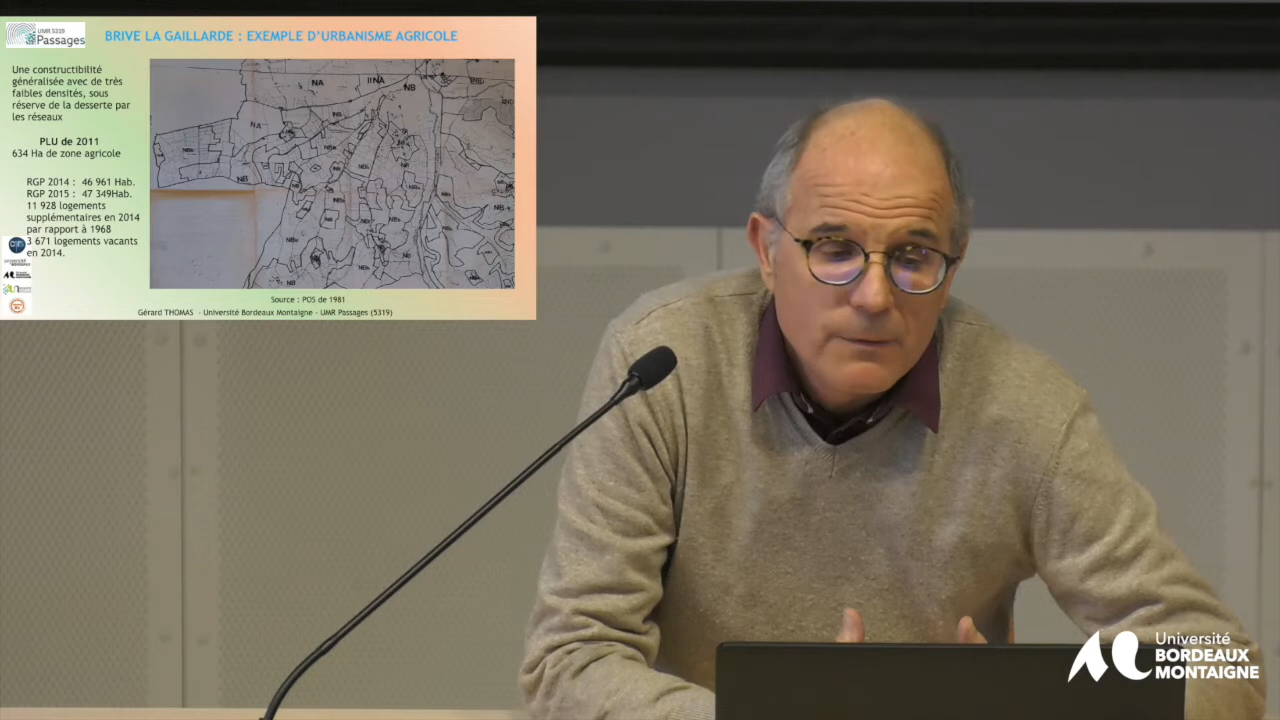 UMR 5319
Passages
BRIVE LA GAILLARDE : EXEMPLE D'URBANISME AGRICOLE
Une constructibilité
généralisée avec de très
faibles densités, sous
réserve de la desserte par
les réseaux
PLU de 2011
634 Ha de zone agricole
RGP 2014 : 46 961 Hab.
RGP 2015 : 47 349Hab.
11 928 logements
supplémentaires en 2014
par rapport à 1968
3 671 logements vacants
en 2014.
NA
IINA
NB
NA
NB
NB
Source : POS de 1981
Gérard THOMAS - Université Bordeaux Montaigne - UMR Passages (5319)
Université
BORDEAUX
MONTAIGNE